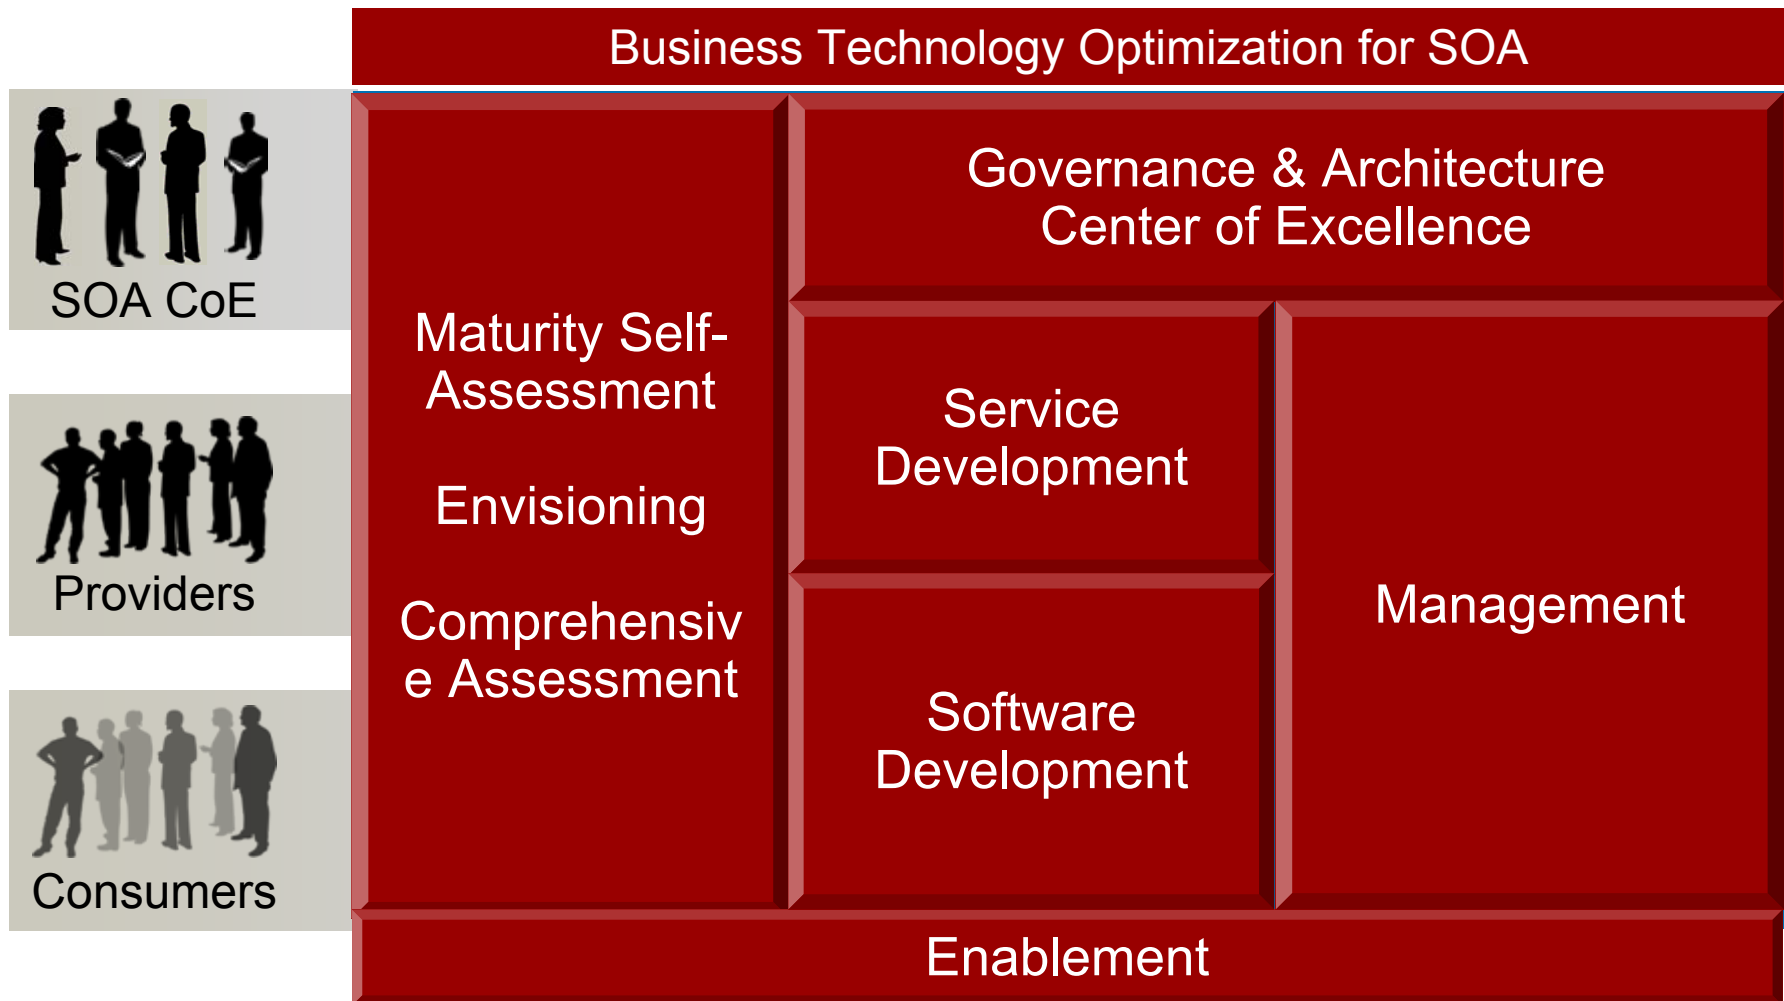 Business Technology Optimization for SOA
SOA CoE
Providers
Consumers
Maturity Self-
Assessment
Envisioning
Comprehensiv
e Assessment
Governance & Architecture
Center of Excellence
Service
Development
Software
Development
Management
Enablement